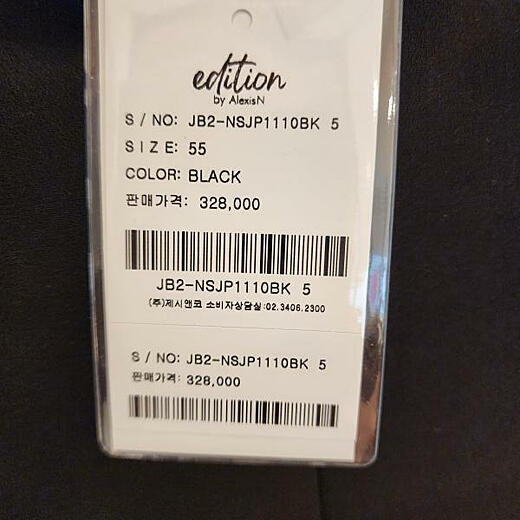 edition
by AlexisN
S / NO: JB2-NSJP1110BK 5
SIZE: 55
COLOR: BLACK
판매가격: 328,000
JB2-NSJP1110BK 5
(주)제시앤코 소비자상담실:02.3406.2300
S / NO: JB2-NSJP1110BK 5
판매가격: 328,000